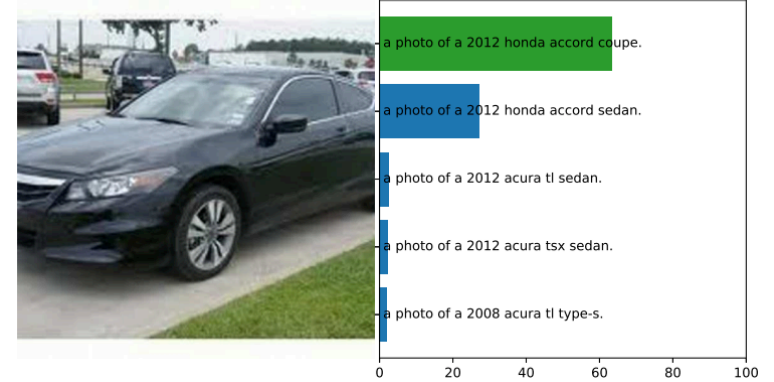 a photo of a 2012 honda accord coupe.
a photo of a 2012 honda accord sedan.
a photo of a 2012 acura tl sedan.
a photo of a 2012 acura tsx sedan.
a photo of a 2008 acura tl type-s.
0 20 40 60 80 100